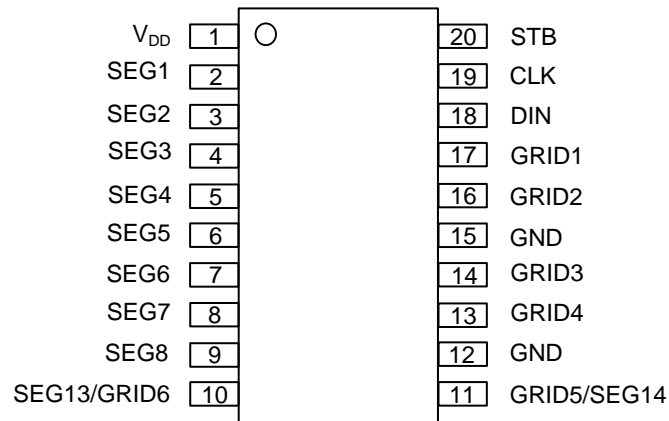 V_DD 1 20 STB
SEG1 2 19 CLK
SEG2 3 18 DIN
SEG3 4 17 GRID1
SEG4 5 16 GRID2
SEG5 6 15 GND
SEG6 7 14 GRID3
SEG7 8 13 GRID4
SEG8 9 12 GND
SEG13/GRID6 10 11 GRID5/SEG14